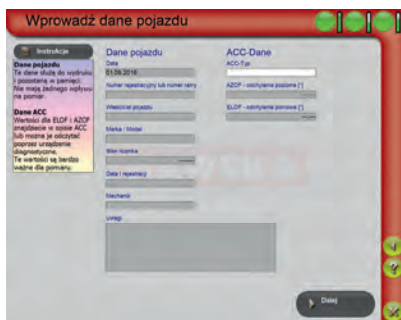 Wprowadź dane pojazdu
Instrukcje
Dane pojazdu
Te dane służą do wydruku
i pozostaną w pamięci.
Nie mają żadnego wpływu
na pomiar.
Dane ACC
Wartości dla ELOF i AZOF
znajdziecie w opisie ACC
lub można je odczytać
poprzez urządzenie
diagnostyczne.
Te wartości są bardzo
ważne dla pomiaru.
Dane pojazdu
Data
01.06.2016
Numer rejestracyjny lub numer ramy
Właściciel pojazdu
Marka / Model
Stan licznika
Data I rejestracji
Mechanik
Uwagi
ACC-Dane
ACC-Typ
AZOF - odchylenie poziome [°]
ELOF - odchylenie pionowe [°]
Dalej